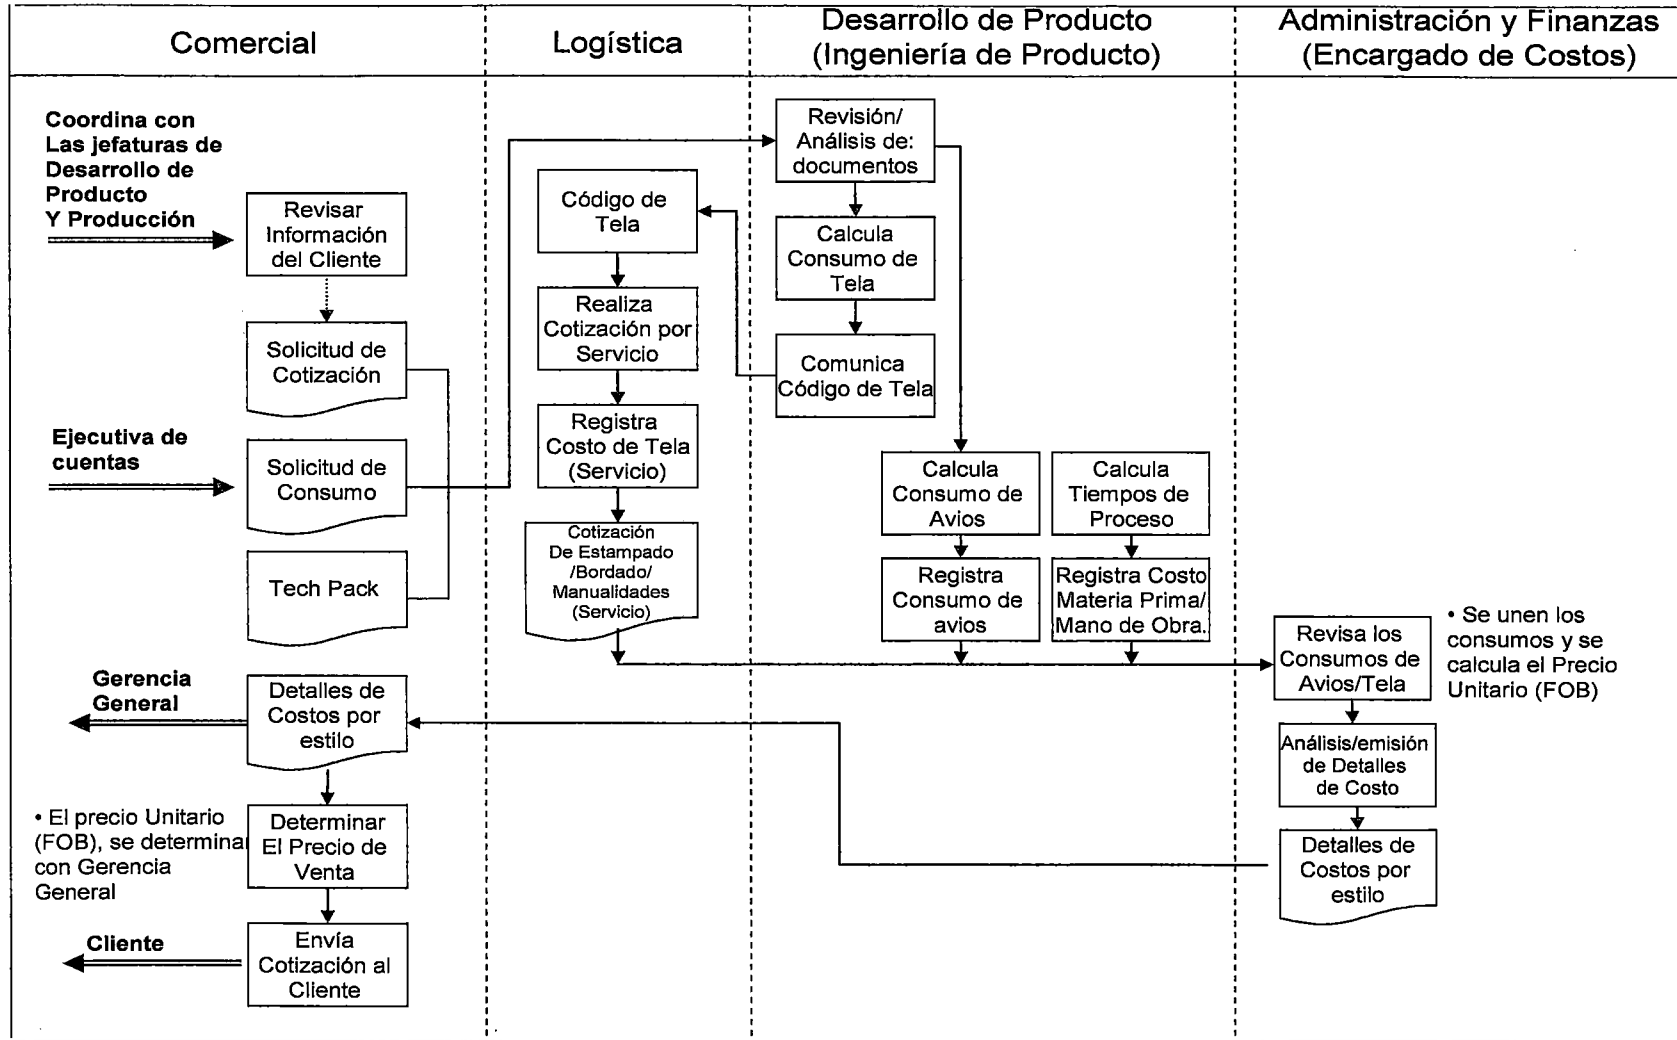 Comercial
Logística
Desarrollo de Producto
(Ingeniería de Producto)
Administración y Finanzas
(Encargado de Costos)
Coordina con
Las jefaturas de
Desarrollo de
Producto
Y Producción
Revisar
Información
del Cliente
Solicitud de
Cotización
Ejecutiva de
cuentas
Solicitud de
Consumo
Tech Pack
Gerencia
General
Detalles de
Costos por
estilo
• El precio Unitario
(FOB), se determina
con Gerencia
General
Determinar
El Precio de
Venta
Cliente
Envía
Cotización al
Cliente
Código de
Tela
Realiza
Cotización por
Servicio
Registra
Costo de Tela
(Servicio)
Cotización
De Estampado
/Bordado/
Manualidades
(Servicio)
Revisión/
Análisis de:
documentos
Calcula
Consumo de
Tela
Comunica
Código de Tela
Calcula
Consumo de
Avios
Calcula
Tiempos de
Proceso
Registra
Consumo de
avios
Registra Costo
Materia Prima/
Mano de Obra.
Revisa los
Consumos de
Avios/Tela
• Se unen los
consumos y se
calcula el Precio
Unitario (FOB)
Análisis/emisión
de Detalles
de Costo
Detalles de
Costos por
estilo